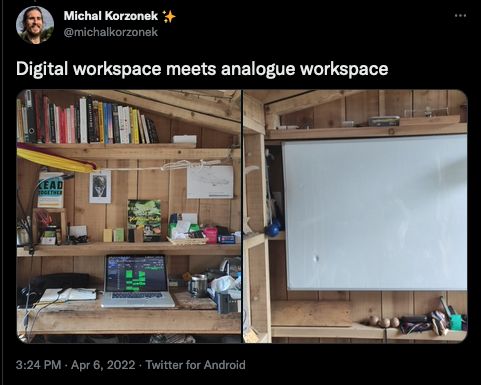 Michal Korzonek ✨
@michalkorzonek
Digital workspace meets analogue workspace
READ
TOGETHER
3:24 PM · Apr 6, 2022 · Twitter for Android